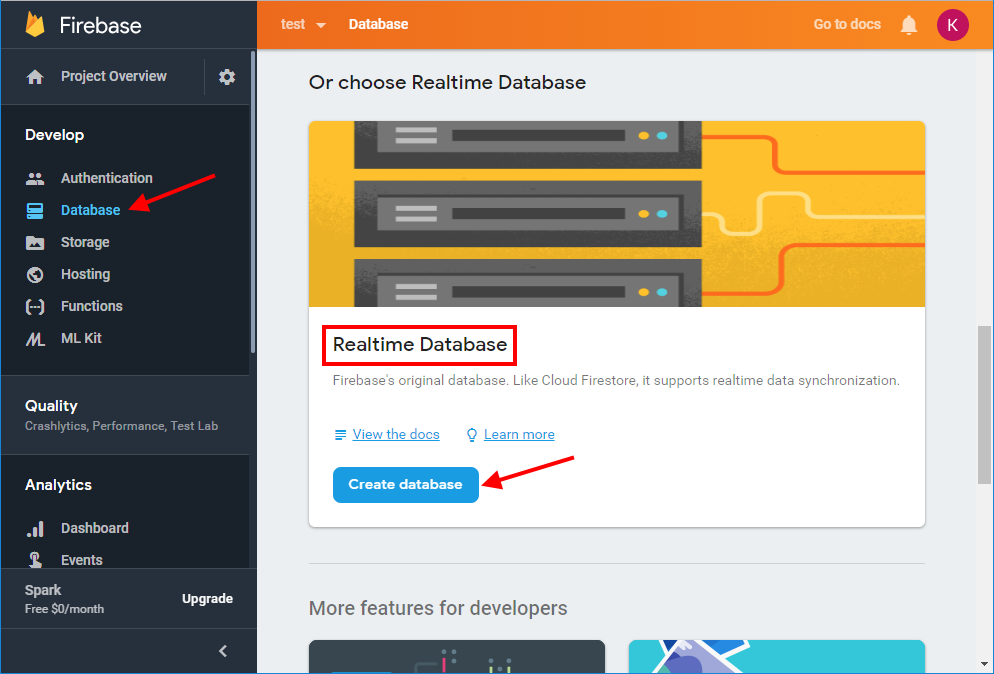 Firebase
test
Database
Go to docs
K
Project Overview
Develop
Authentication
Database
Storage
Hosting
Functions
ML Kit
Quality
Crashlytics, Performance, Test Lab
Analytics
Dashboard
Events
Spark
Free $0/month
Upgrade
Or choose Realtime Database
Realtime Database
Firebase's original database. Like Cloud Firestore, it supports realtime data synchronization.
View the docs
Learn more
Create database
More features for developers